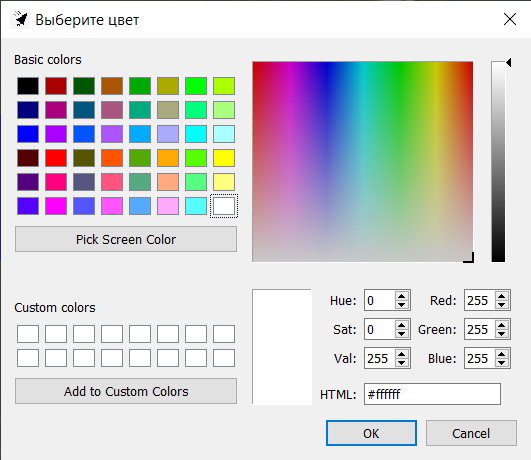 Выберите цвет
Basic colors
Pick Screen Color
Custom colors
Add to Custom Colors
Hue: 0 Red: 255
Sat: 0 Green: 255
Val: 255 Blue: 255
HTML: #ffffff
OK Cancel